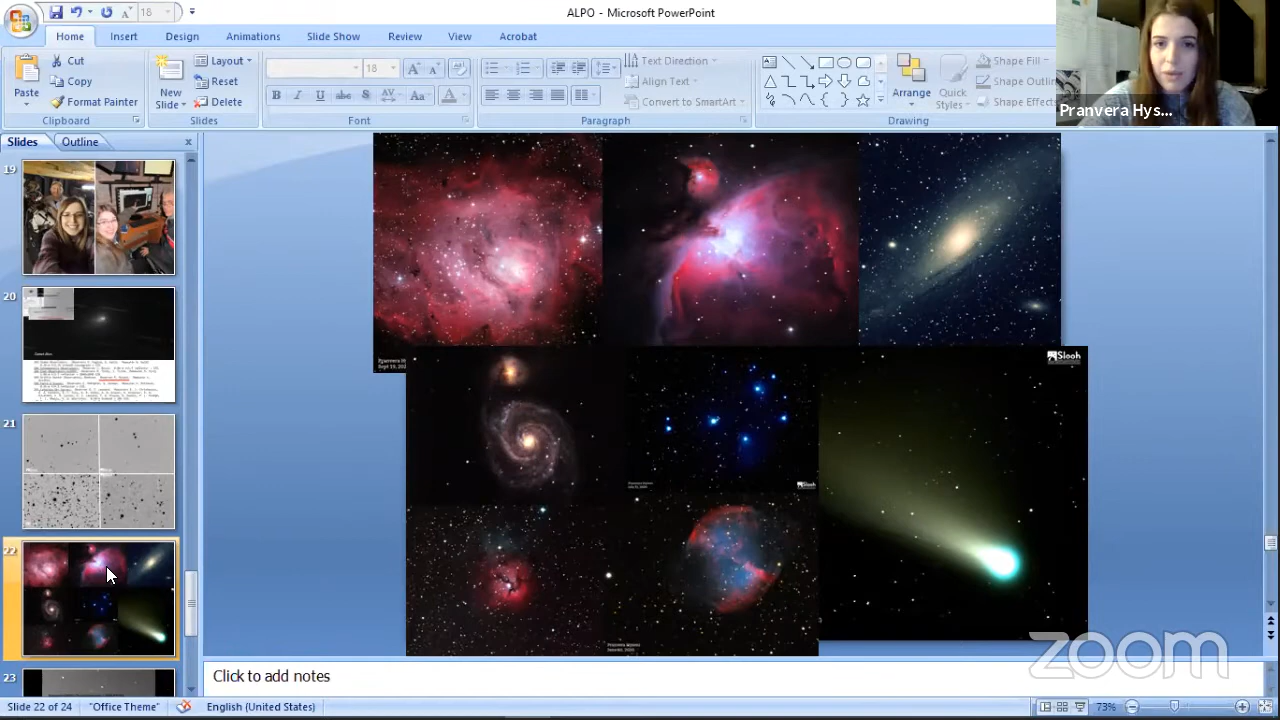 18
ALPO - Microsoft PowerPoint
Home
Insert
Design
Animations
Slide Show
Review
View
Acrobat
Paste
Cut
Copy
Format Painter
Clipboard
New
Slide
Layout
Reset
Delete
Slides
18
Font
Text Direction
Align Text
Convert to SmartArt
Paragraph
Arrange
Quick
Styles
Shape Fill
Shape Outli
Shape Effects
Drawing
Pranvera Hys...
Slides
Outline
19
20
21
22
23
Slooh
Slooh
zoom
Click to add notes
Slide 22 of 24
"Office Theme"
English (United States)
73%